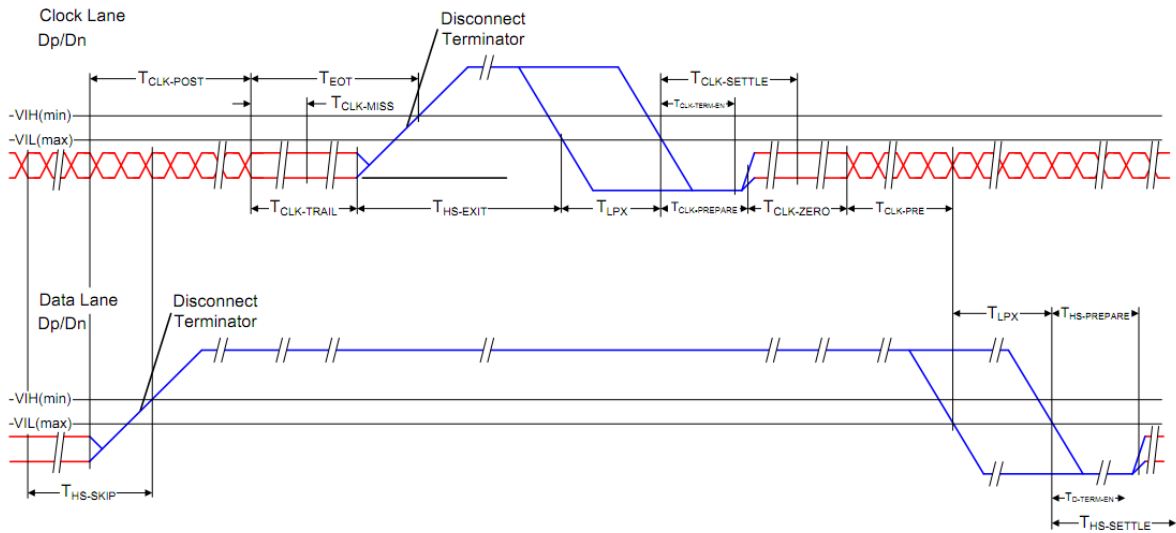 Clock Lane
Dp/Dn
Disconnect
Terminator
TCLK-POST
TEOT
TCLK-SETTLE
TCLK-MISS
TCLK-TERM-EN
VIH(min)
VIL(max)
TCLK-TRAIL
THS-EXIT
TLPX
TCLK-PREPARE
TCLK-ZERO
TCLK-PRE
Data Lane
Dp/Dn
Disconnect
Terminator
TLPX
THS-PREPARE
VIH(min)
VIL(max)
THS-SKIP
TD-TERM-EN
THS-SETTLE